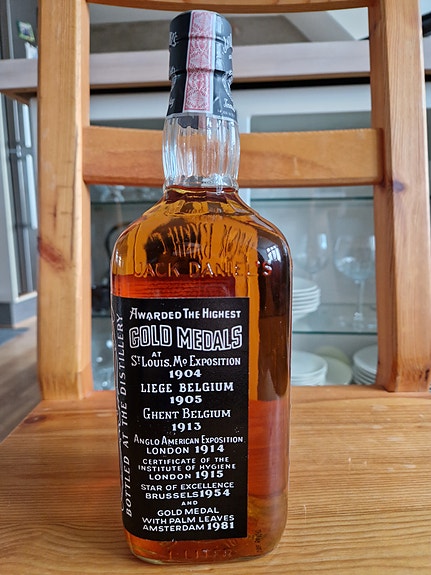 JACK DANIEL'S
AWARDED THE HIGHEST
GOLD MEDALS
AT
ST LOUIS, MO EXPOSITION
1904
LIEGE BELGIUM
1905
GHENT BELGIUM
1913
ANGLO AMERICAN EXPOSITION
LONDON 1914
CERTIFICATE OF THE
INSTITUTE OF HYGIENE
LONDON 1915
STAR OF EXCELLENCE
BRUSSELS 1954
AND
GOLD MEDAL
WITH PALM LEAVES
AMSTERDAM 1981
BOTTLED AT THE DISTILLERY
1 LITER